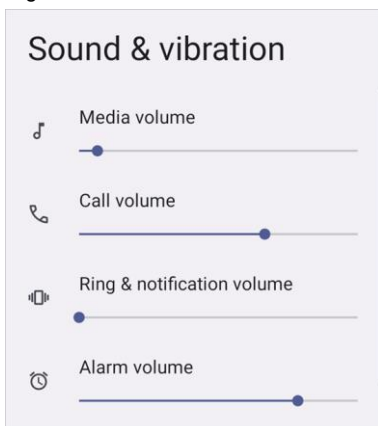 Sound & vibration
Media volume
Call volume
Ring & notification volume
Alarm volume